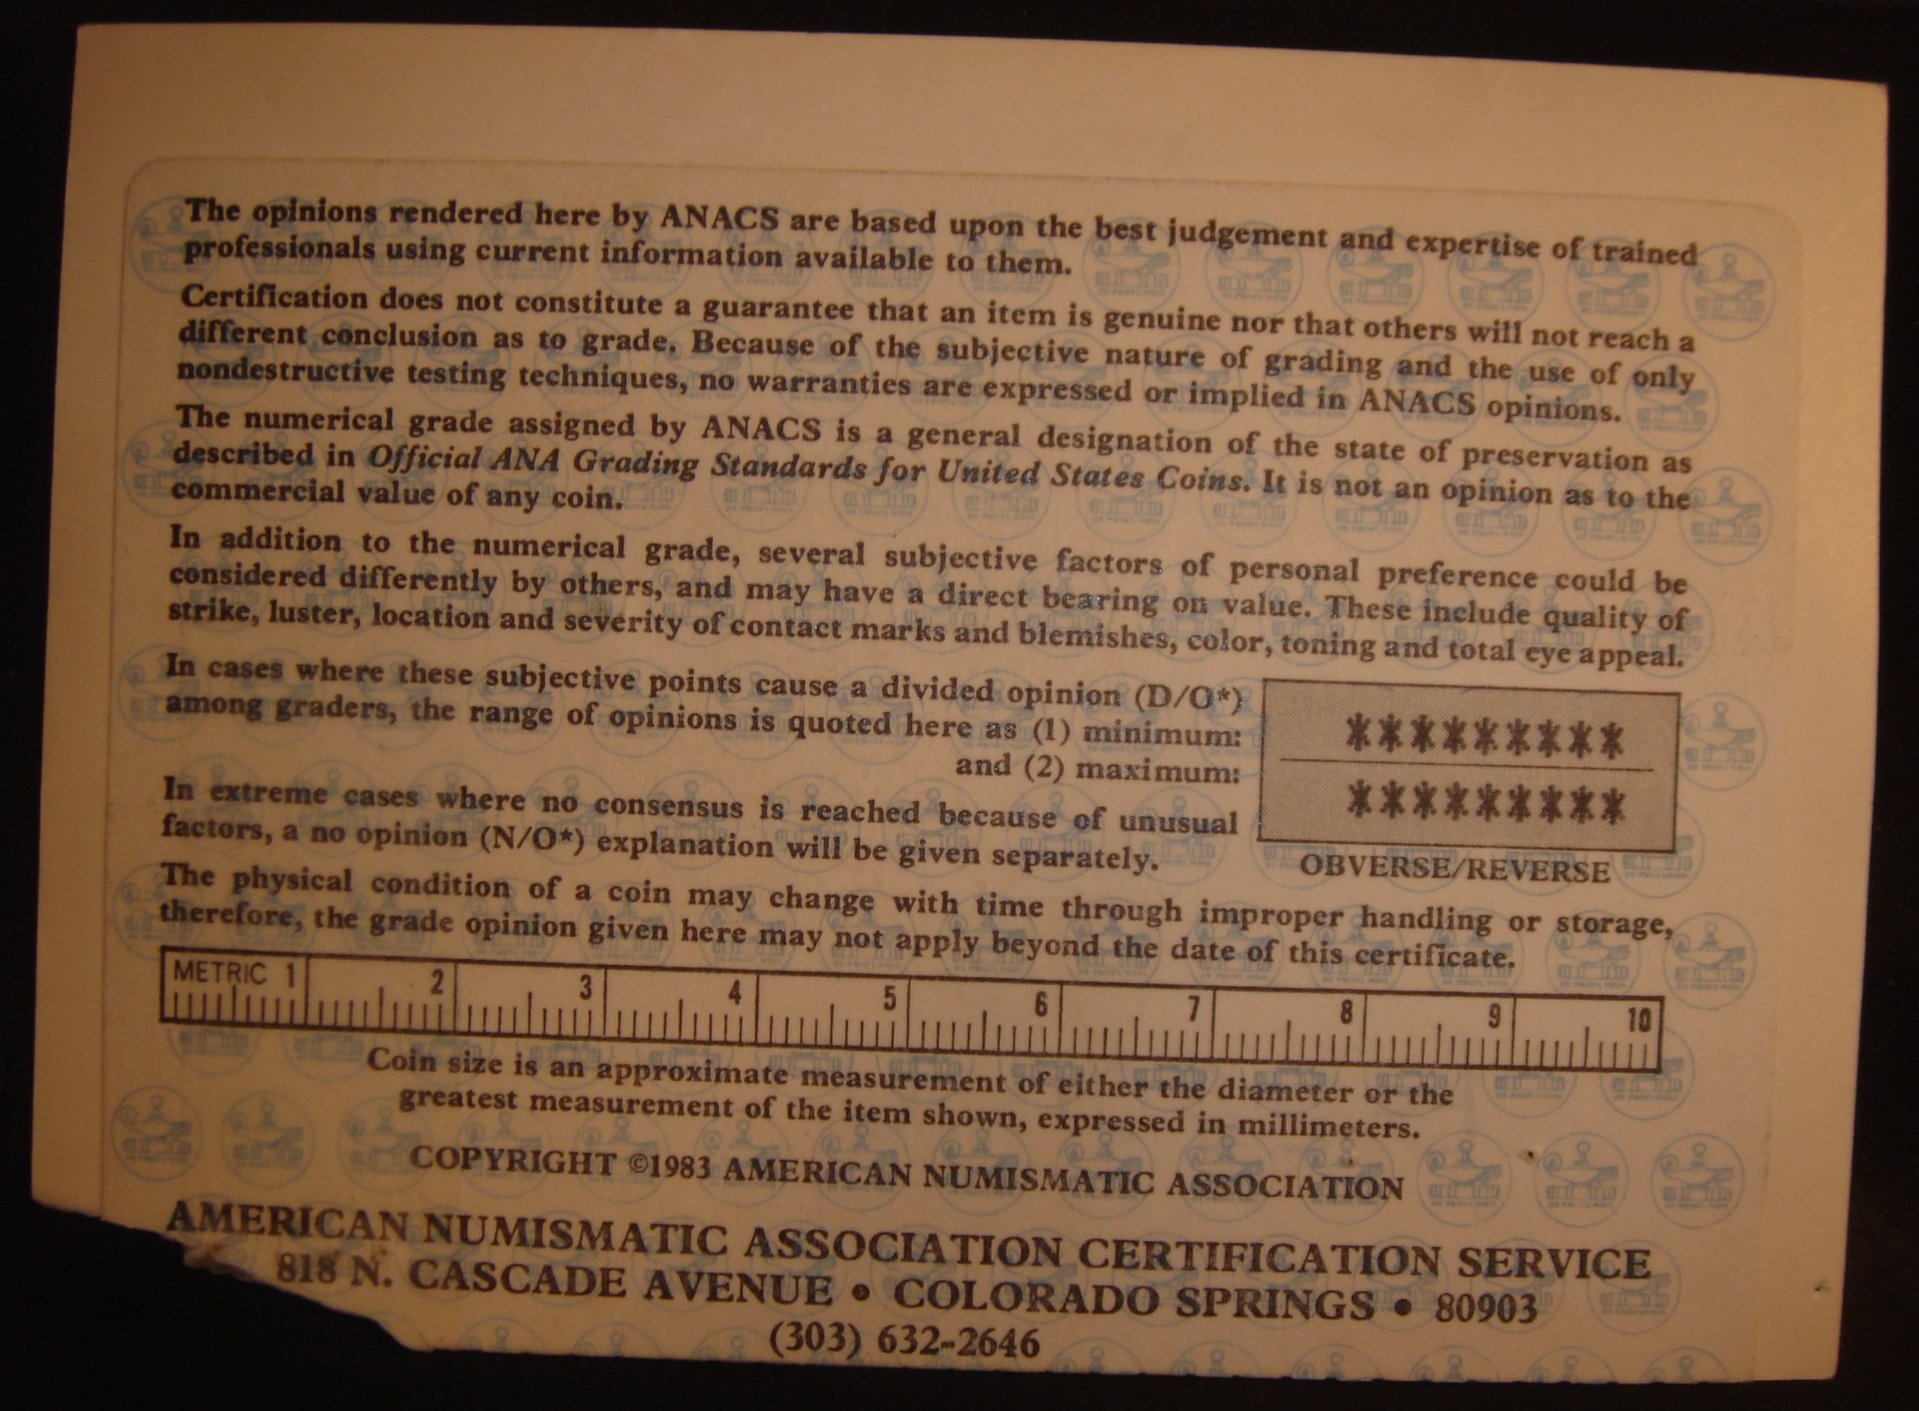 The opinions rendered here by ANACS are based upon the best judgement and expertise of trained
professionals using current information available to them.
Certification does not constitute a guarantee that an item is genuine nor that others will not reach a
different conclusion as to grade. Because of the subjective nature of grading and the use of only
nondestructive testing techniques, no warranties are expressed or implied in ANACS opinions.
The numerical grade assigned by ANACS is a general designation of the state of preservation as
described in Official ANA Grading Standards for United States Coins. It is not an opinion as to the
commercial value of any coin.
In addition to the numerical grade, several subjective factors of personal preference could be
considered differently by others, and may have a direct bearing on value. These include quality of
strike, luster, location and severity of contact marks and blemishes, color, toning and total eye appeal.
In cases where these subjective points cause a divided opinion (D/O*)
among graders, the range of opinions is quoted here as (1) minimum:
and (2) maximum:
*********
*********
OBVERSE/REVERSE
In extreme cases where no consensus is reached because of unusual
factors, a no opinion (N/O*) explanation will be given separately.
The physical condition of a coin may change with time through improper handling or storage,
therefore, the grade opinion given here may not apply beyond the date of this certificate.
METRIC 1 2 3 4 5 6 7 8 9 10
Coin size is an approximate measurement of either the diameter or the
greatest measurement of the item shown, expressed in millimeters.
COPYRIGHT ©1983 AMERICAN NUMISMATIC ASSOCIATION
AMERICAN NUMISMATIC ASSOCIATION CERTIFICATION SERVICE
818 N. CASCADE AVENUE • COLORADO SPRINGS • 80903
(303) 632-2646